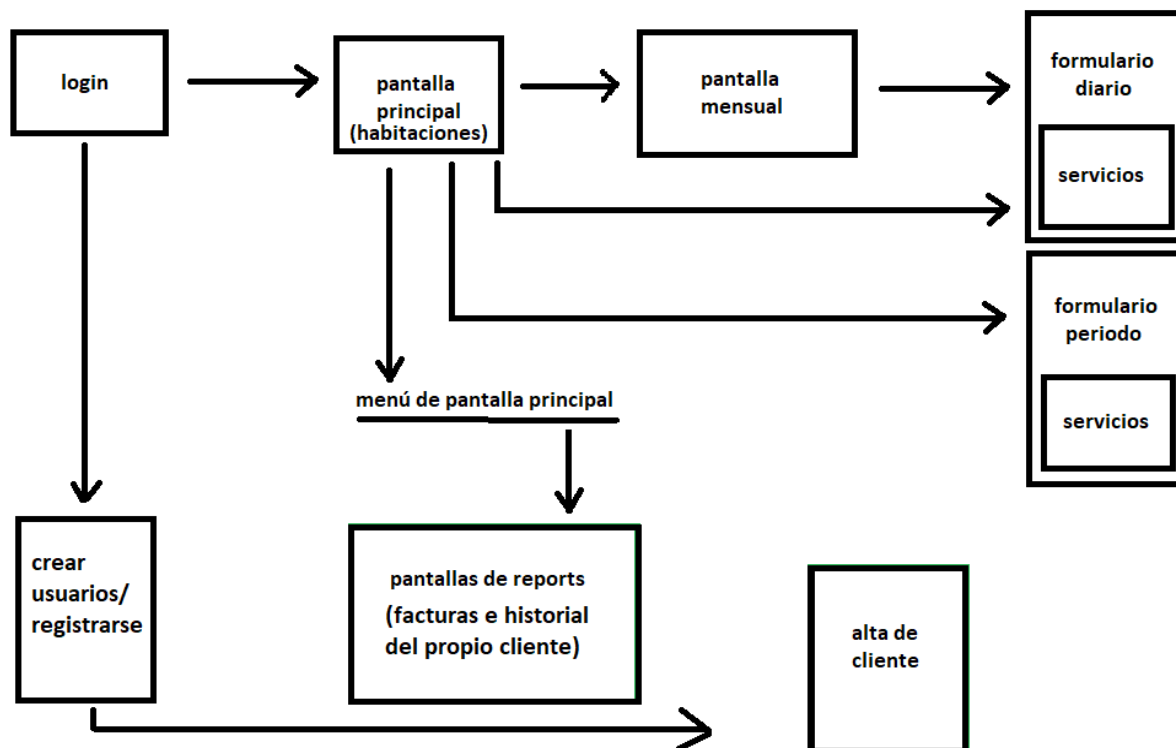 login
pantalla
principal
(habitaciones)
pantalla
mensual
formulario
diario
servicios
formulario
periodo
servicios
menú de pantalla principal
crear
usuarios/
registrarse
pantallas de reports
(facturas e historial
del propio cliente)
alta de
cliente